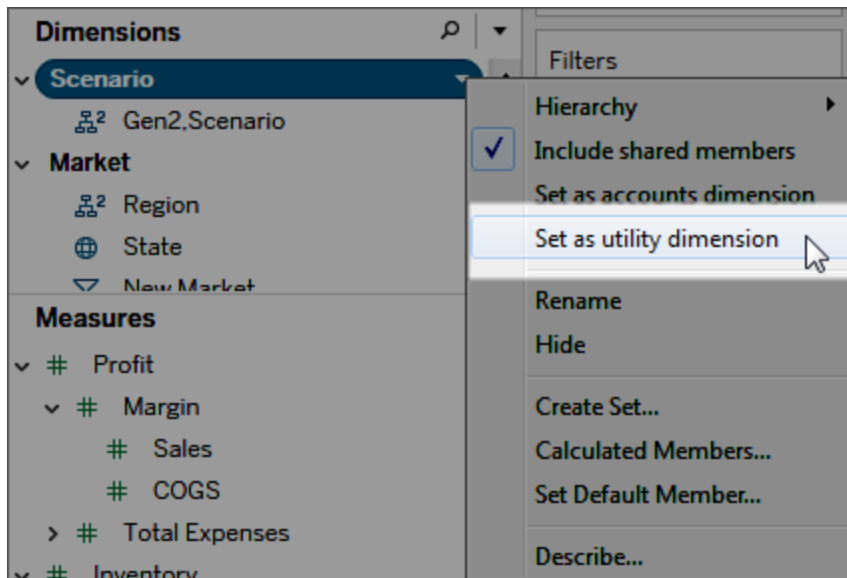 Dimensions
Scenario
Gen2,Scenario
Market
Region
State
New Market
Measures
Profit
Margin
Sales
COGS
Total Expenses
Inventory
Filters
Hierarchy
Include shared members
Set as accounts dimension
Set as utility dimension
Rename
Hide
Create Set...
Calculated Members...
Set Default Member...
Describe...